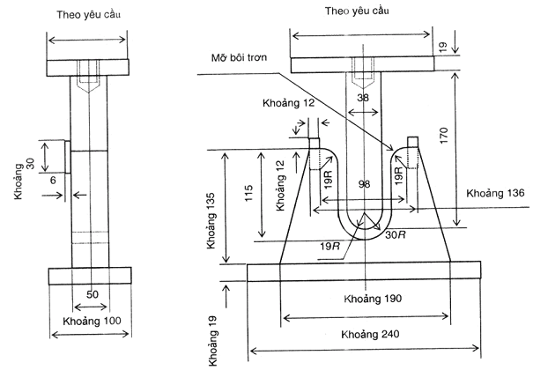 Theo yêu cầu
Khoảng
30
6
50
Khoảng 100
Theo yêu cầu
19
Mỡ bôi trơn
Khoảng 12
38
170
Khoảng 135
115
Khoảng 12
19R
98
19R
Khoảng 136
19R
30R
Khoảng 190
Khoảng 19
Khoảng 240